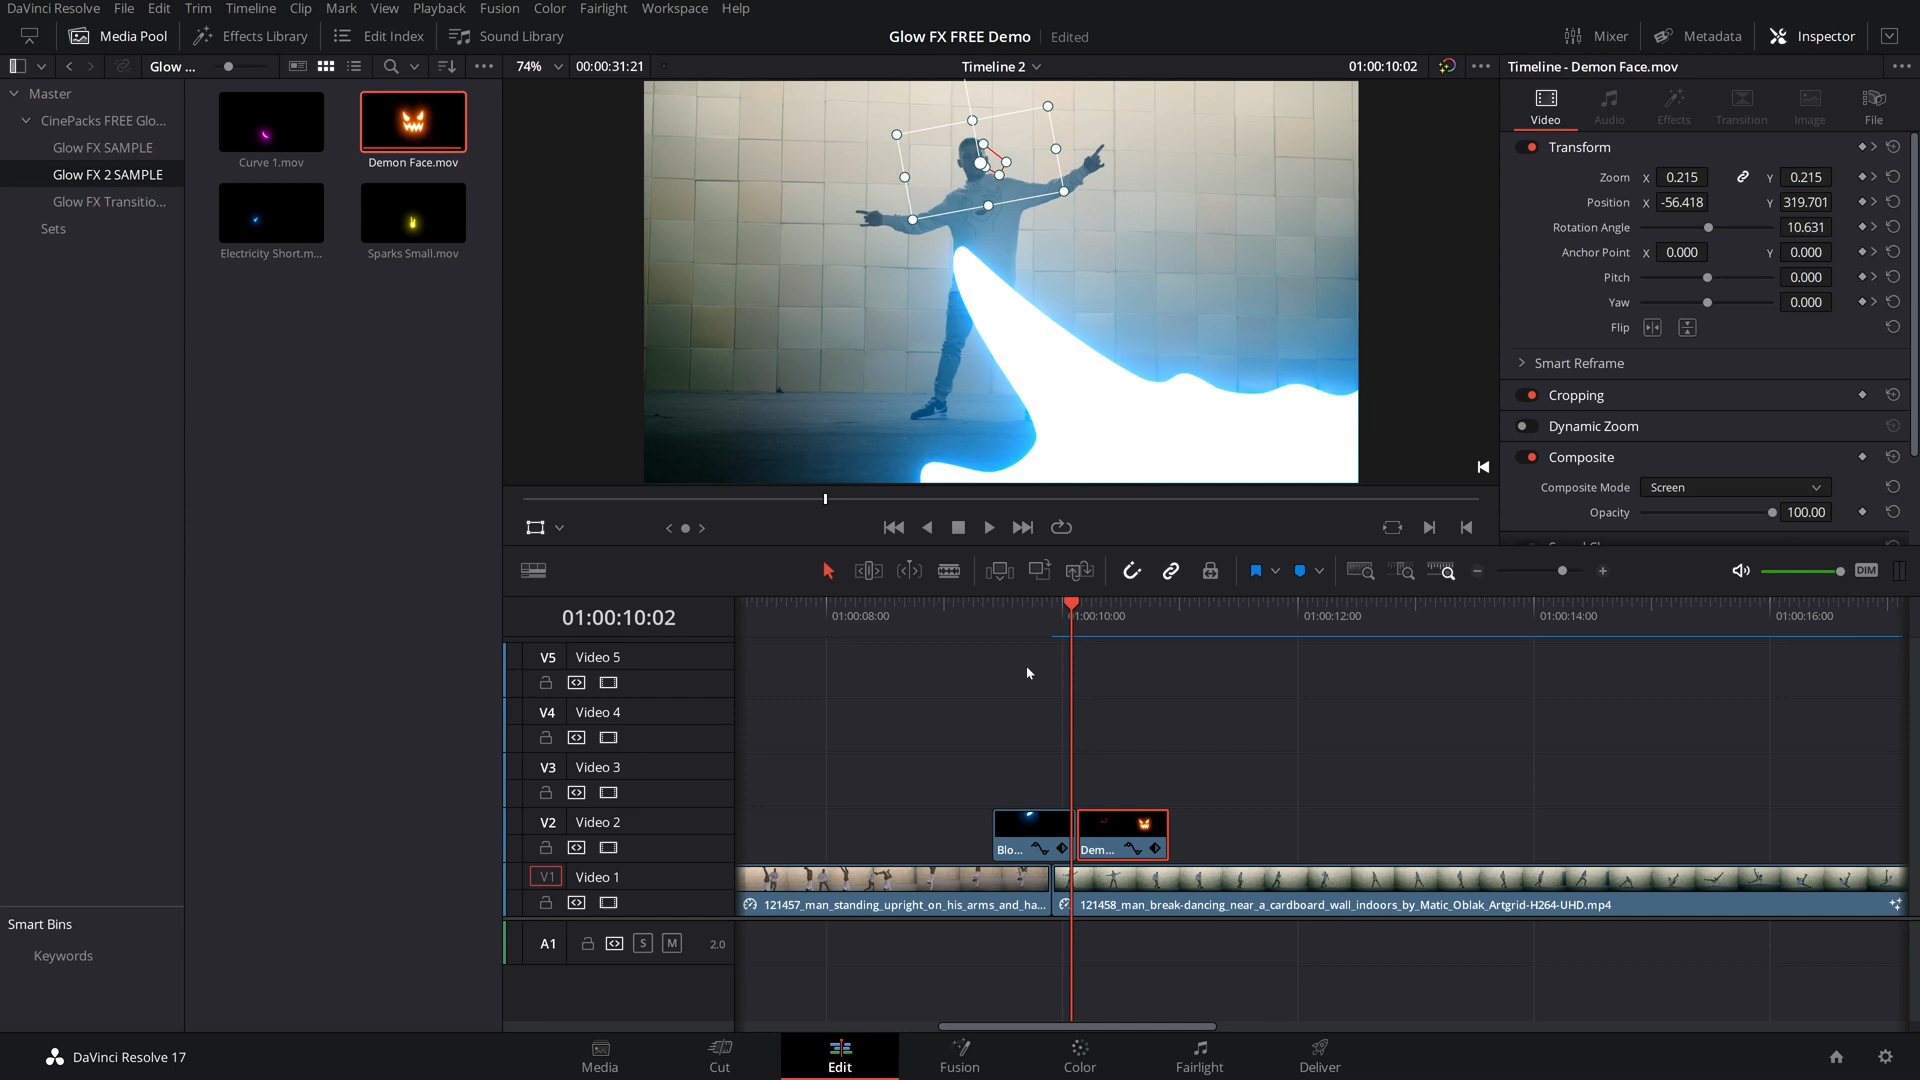 DaVinci Resolve File Edit Trim Timeline Clip Mark View Playback Fusion Color Fairlight Workspace Help
Media Pool Effects Library Edit Index Sound Library Glow FX FREE Demo Edited Mixer Metadata Inspector
Glow ... 74% 00:00:31:21 Timeline 2 01:00:10:02 Timeline - Demon Face.mov
Master
CinePacks FREE Glo...
Glow FX SAMPLE
Glow FX 2 SAMPLE
Glow FX Transitio...
Sets
Curve 1.mov Demon Face.mov
Electricity Short.m... Sparks Small.mov
Video Audio Effects Transition Image File
Transform
Zoom X 0.215 Y 0.215
Position X -56.418 Y 319.701
Rotation Angle 10.631
Anchor Point X 0.000 Y 0.000
Pitch 0.000
Yaw 0.000
Flip
Smart Reframe
Cropping
Dynamic Zoom
Composite
Composite Mode Screen
Opacity 100.00
DIM
01:00:10:02 01:00:08:00 01:00:10:00 01:00:12:00 01:00:14:00 01:00:16:00
V5 Video 5
V4 Video 4
V3 Video 3
V2 Video 2
Blo... Dem...
V1 Video 1
121457_man_standing_upright_on_his_arms_and_ha... 121458_man_break-dancing_near_a_cardboard_wall_indoors_by_Matic_Oblak_Artgrid-H264-UHD.mp4
A1 S M 2.0
Smart Bins
Keywords
DaVinci Resolve 17 Media Cut Edit Fusion Color Fairlight Deliver